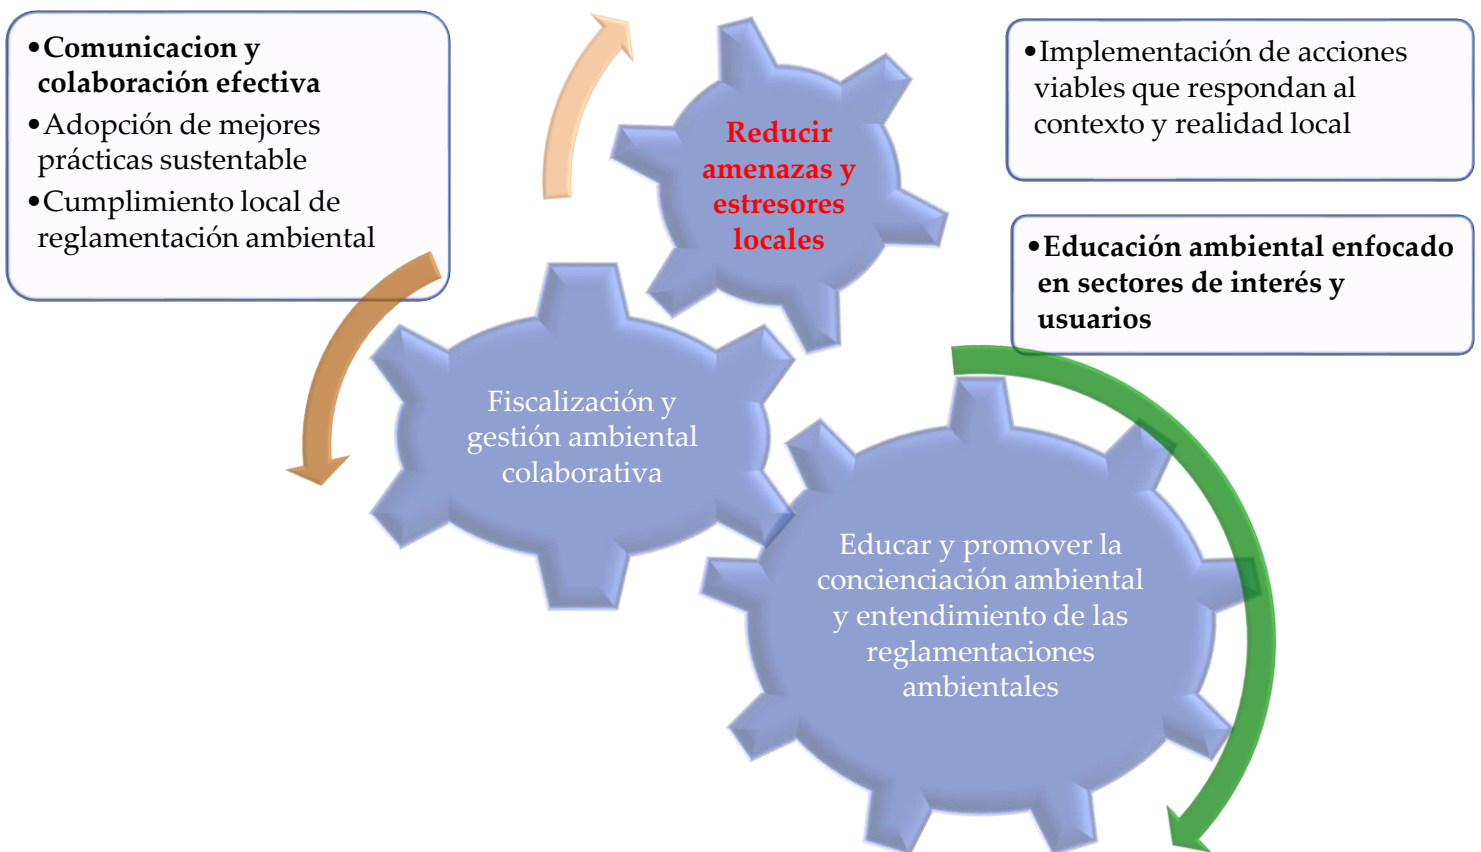 •Comunicacion y
colaboración efectiva
•Adopción de mejores
prácticas sustentable
•Cumplimiento local de
reglamentación ambiental
Reducir
amenazas y
estresores
locales
•Implementación de acciones
viables que respondan al
contexto y realidad local
•Educación ambiental enfocado
en sectores de interés y
usuarios
Fiscalización y
gestión ambiental
colaborativa
Educar y promover la
concienciación ambiental
y entendimiento de las
reglamentaciones
ambientales